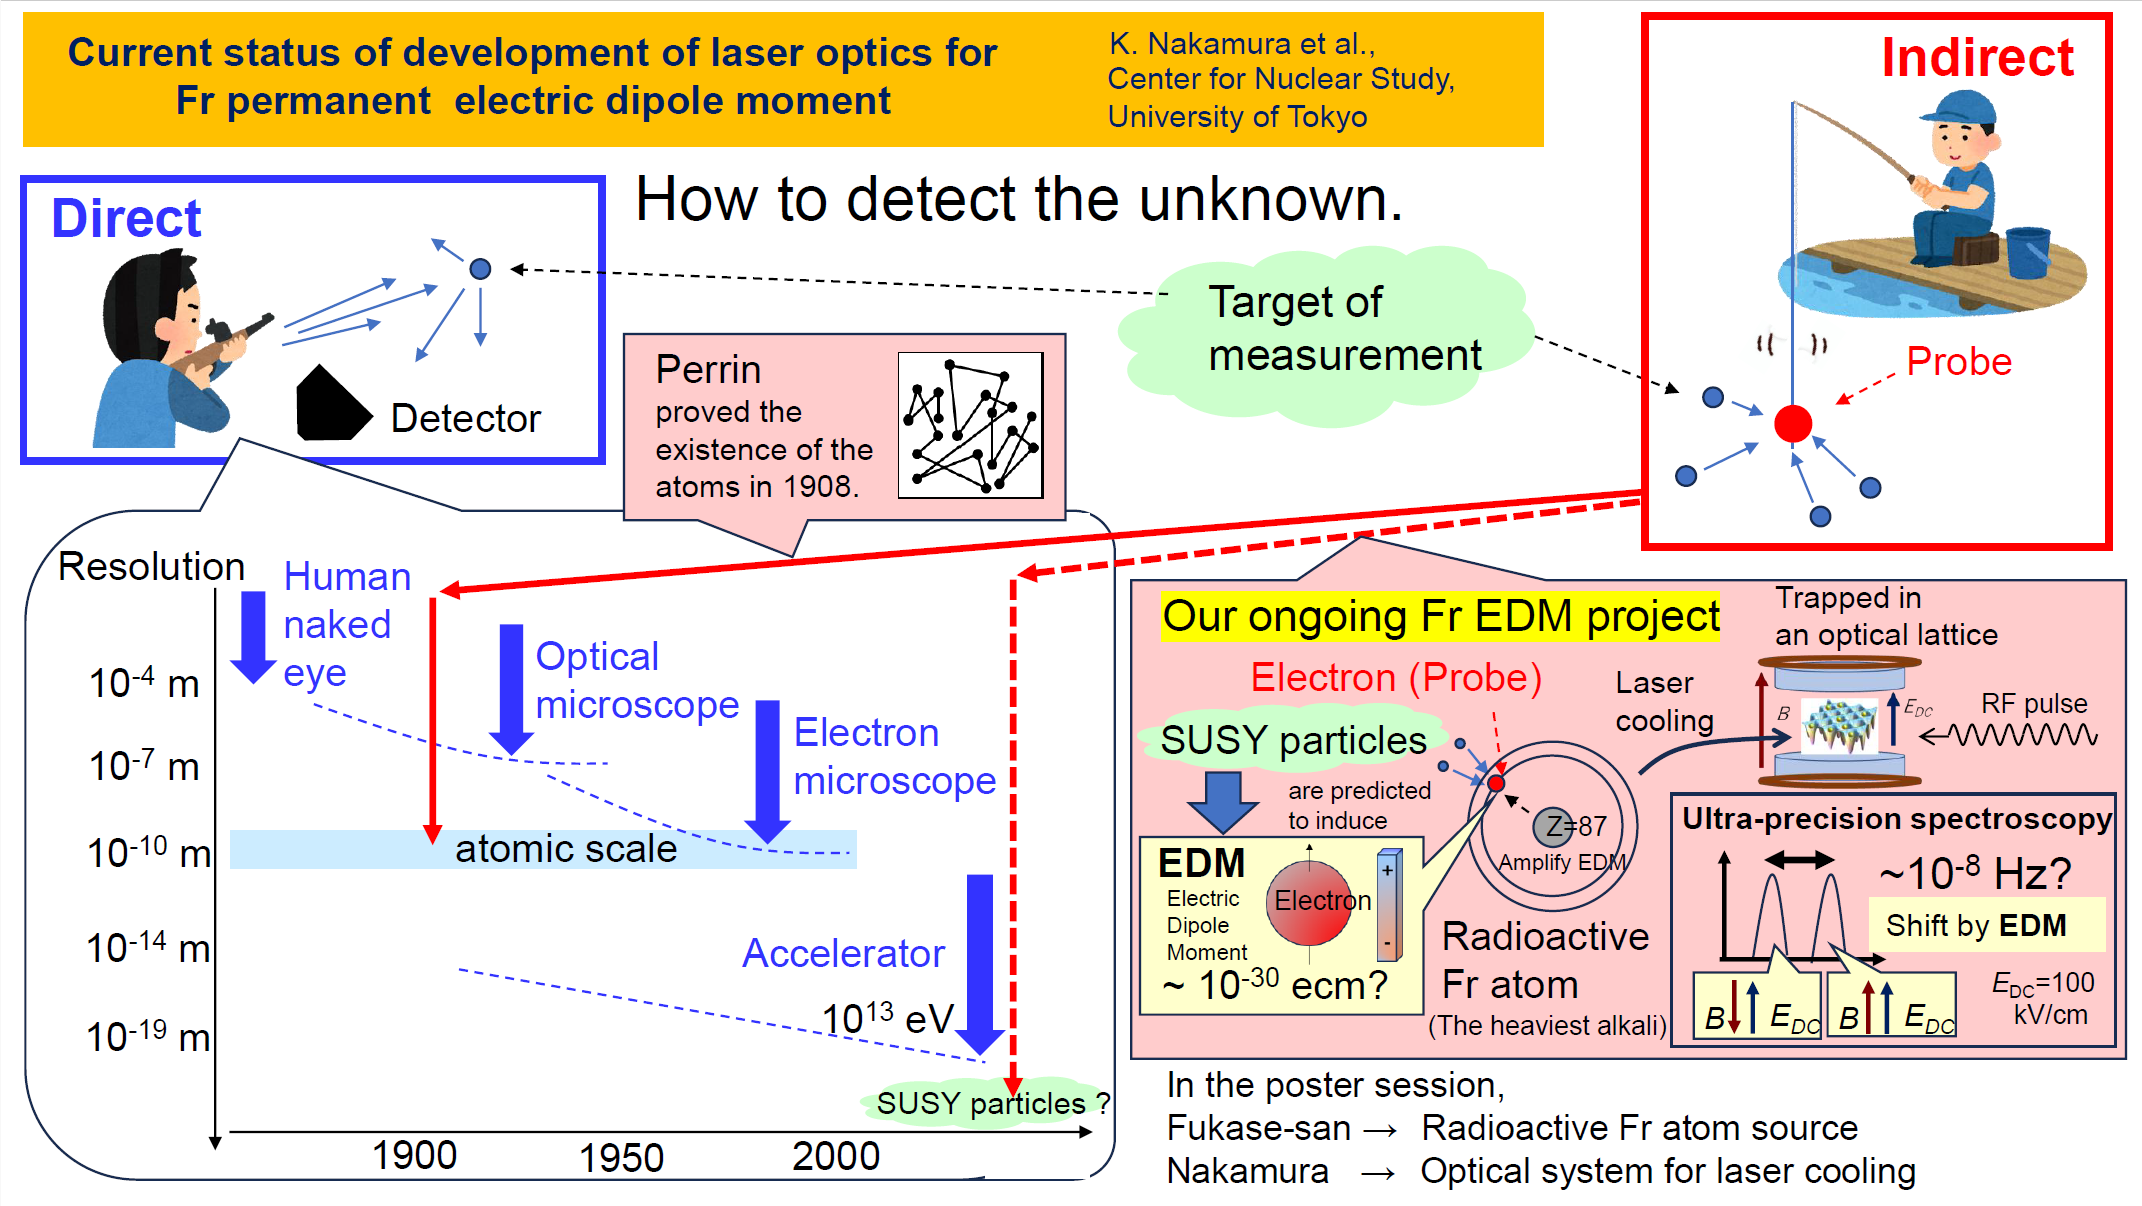 Current status of development of laser optics for
Fr permanent electric dipole moment
K. Nakamura et al.,
Center for Nuclear Study,
University of Tokyo
Indirect
Direct
How to detect the unknown.
Target of
measurement
Detector
Probe
Perrin
proved the
existence of the
atoms in 1908.
Resolution
Human
naked
eye
Optical
microscope
Electron
microscope
10⁻⁴ m
10⁻⁷ m
10⁻¹⁰ m
atomic scale
10⁻¹⁴ m
10⁻¹⁹ m
Accelerator
10¹³ eV
SUSY particles ?
1900
1950
2000
Our ongoing Fr EDM project
Trapped in
an optical lattice
Electron (Probe)
Laser
cooling
B
E_DC
RF pulse
SUSY particles
are predicted
to induce
Z=87
Amplify EDM
EDM
Electric
Dipole
Moment
Electron
+
-
~ 10⁻³⁰ ecm?
Radioactive
Fr atom
(The heaviest alkali)
Ultra-precision spectroscopy
~10⁻⁸ Hz?
Shift by EDM
B E_DC
B E_DC
E_DC=100
kV/cm
In the poster session,
Fukase-san → Radioactive Fr atom source
Nakamura → Optical system for laser cooling